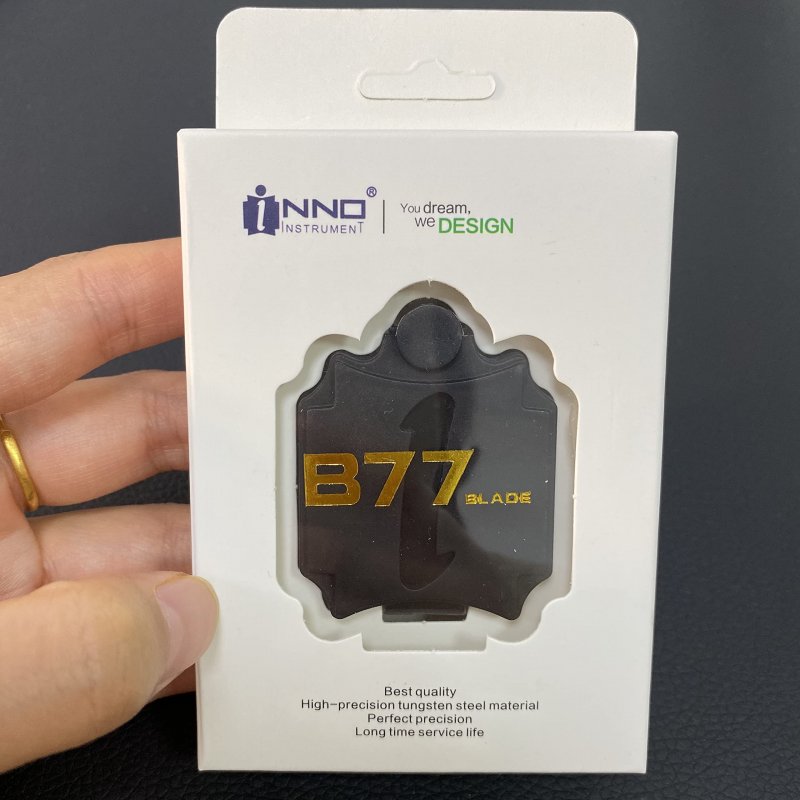 iNNO®
INSTRUMENT
You dream,
we DESIGN
B77 BLADE
Best quality
High-precision tungsten steel material
Perfect precision
Long time service life